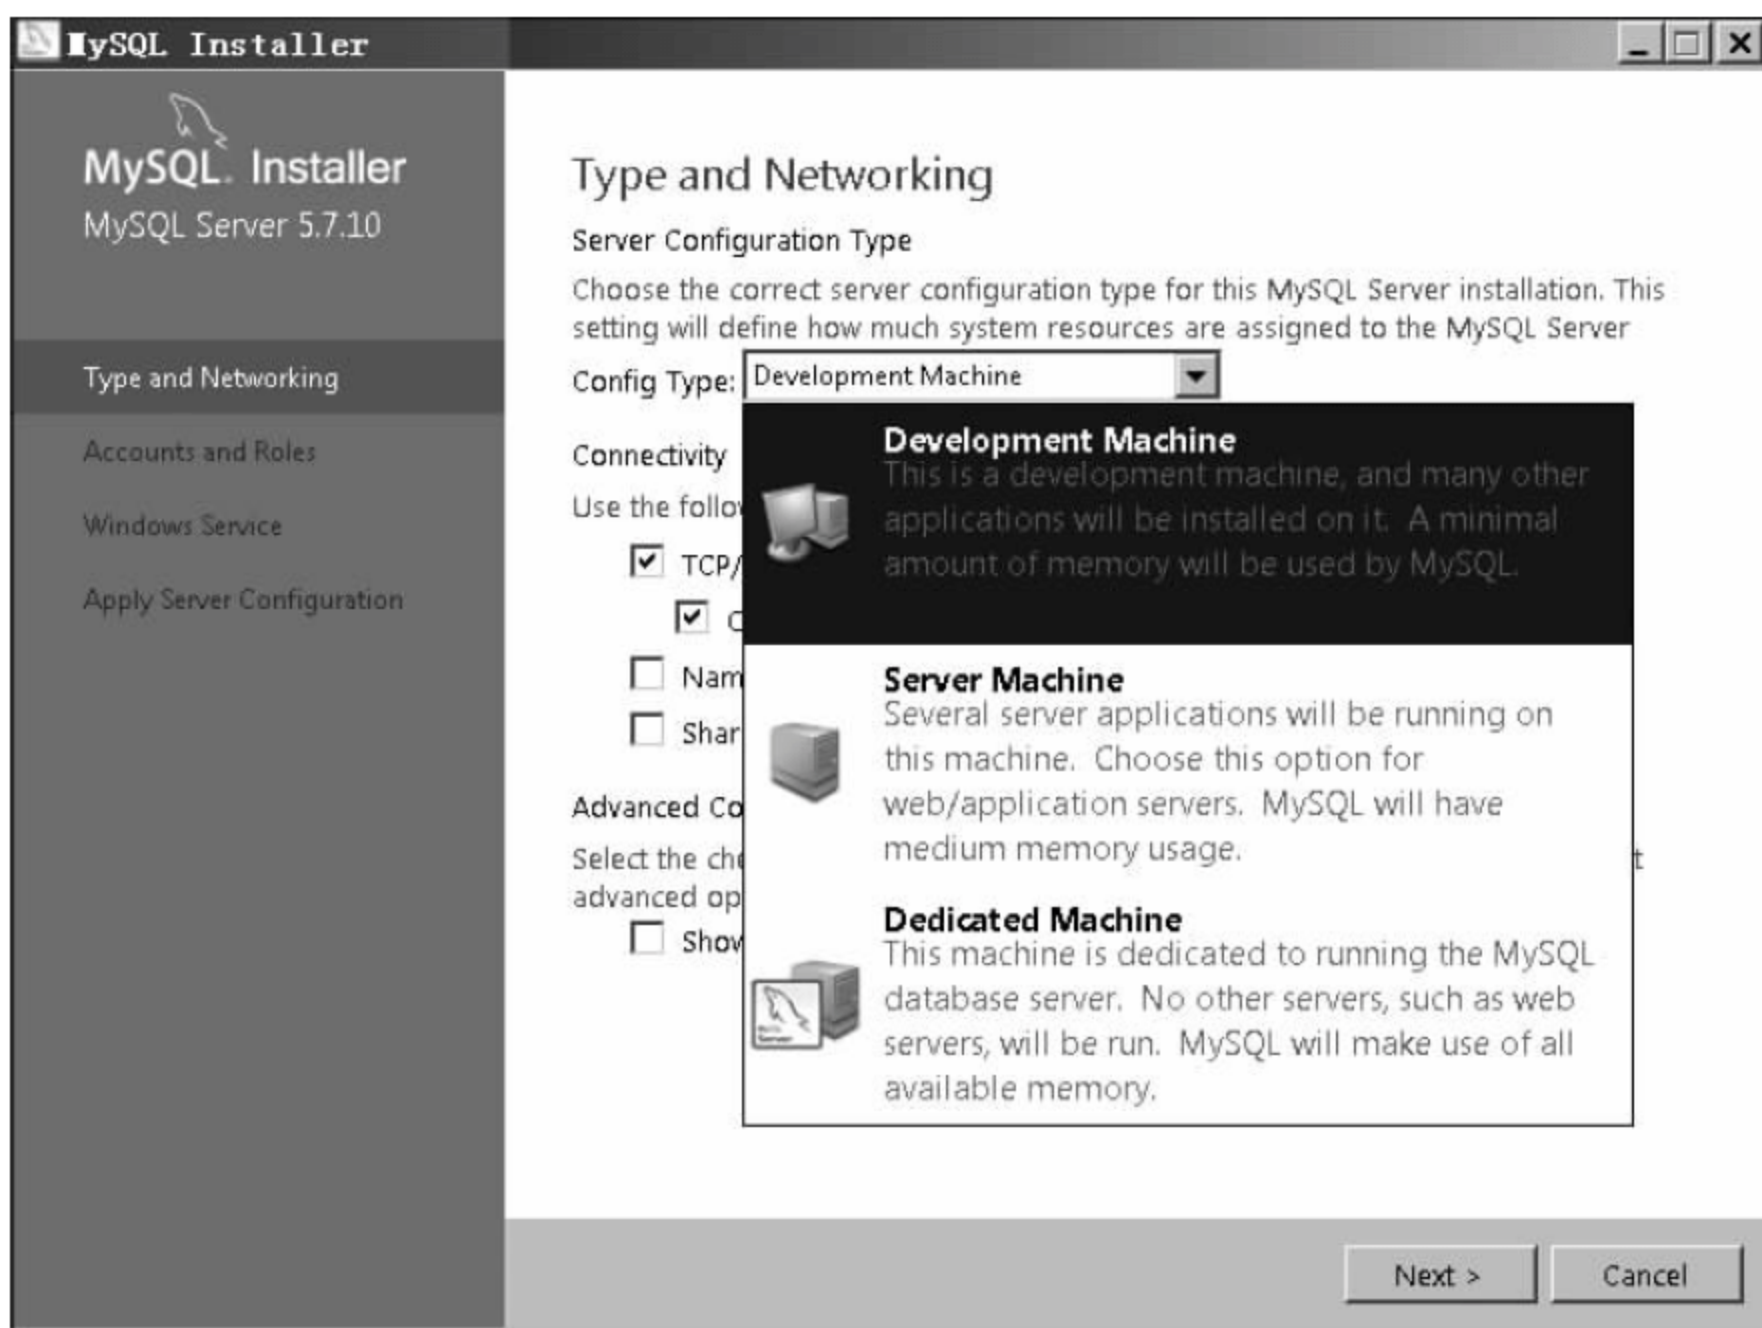 MySQL Installer
MySQL. Installer
MySQL Server 5.7.10
Type and Networking
Accounts and Roles
Windows Service
Apply Server Configuration
Type and Networking
Server Configuration Type
Choose the correct server configuration type for this MySQL Server installation. This
setting will define how much system resources are assigned to the MySQL Server
Config Type: Development Machine
Connectivity
Use the follo
TCP/
Nam
Shar
Advanced Co
Select the che t
advanced op
Show
Development Machine
This is a development machine, and many other
applications will be installed on it. A minimal
amount of memory will be used by MySQL.
Server Machine
Several server applications will be running on
this machine. Choose this option for
web/application servers. MySQL will have
medium memory usage.
Dedicated Machine
This machine is dedicated to running the MySQL
database server. No other servers, such as web
servers, will be run. MySQL will make use of all
available memory.
Next >
Cancel